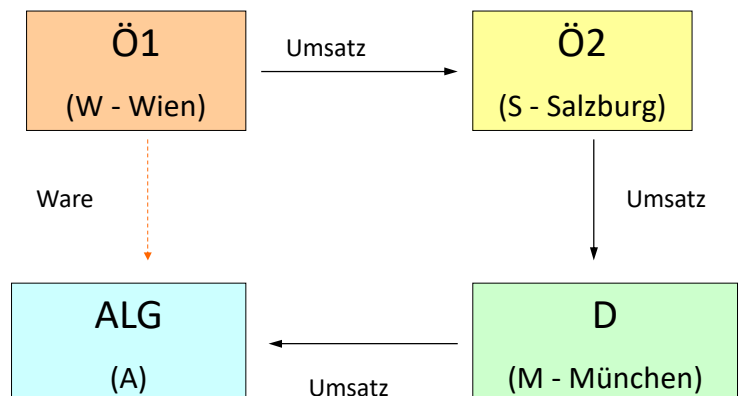 Ö1
(W - Wien)
Umsatz
Ö2
(S - Salzburg)
Ware
Umsatz
ALG
(A)
Umsatz
D
(M - München)